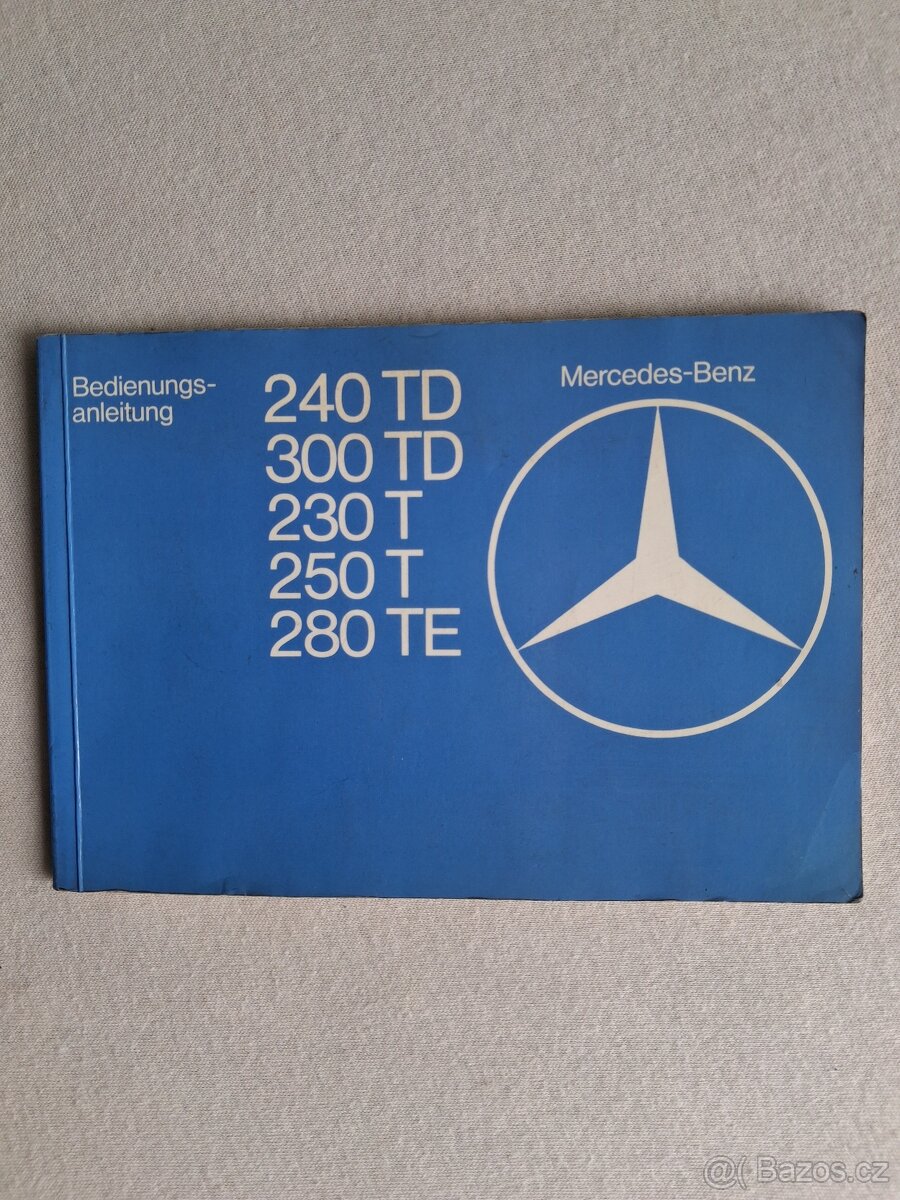 Bedienungs-
anleitung
240 TD
300 TD
230 T
250 T
280 TE
Mercedes-Benz
@( Bazos.cz